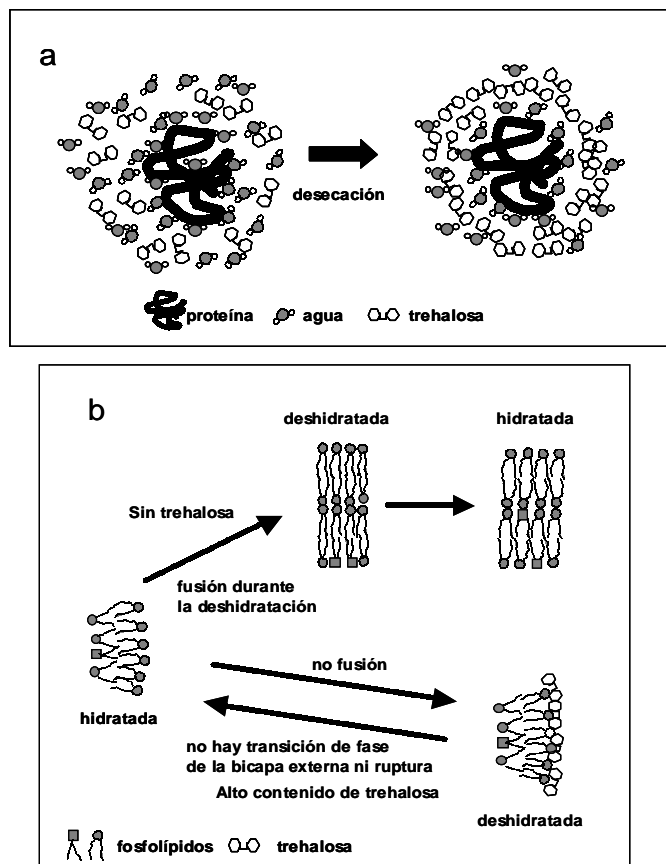 a
desecación
proteína agua trehalosa
b
deshidratada hidratada
Sin trehalosa
fusión durante
la deshidratación
no fusión
hidratada
no hay transición de fase
de la bicapa externa ni ruptura
Alto contenido de trehalosa
deshidratada
fosfolípidos trehalosa